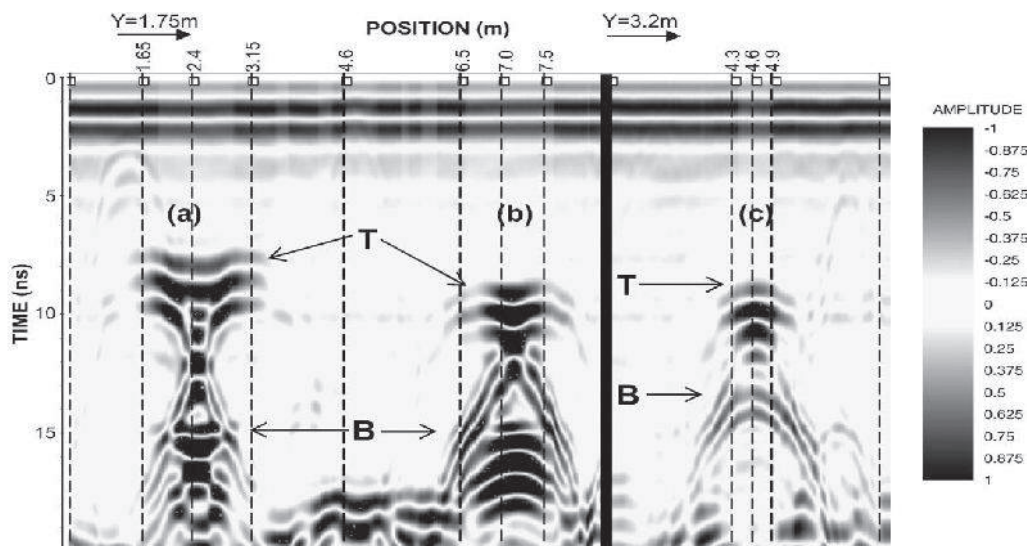 Y=1.75m
POSITION (m)
Y=3.2m
1.65
2.4
3.15
4.6
6.5
7.0
7.5
4.3
4.6
4.9
0
5
10
15
TIME (ns)
(a)
(b)
(c)
T
T
B
B
AMPLITUDE
-1
-0.875
-0.75
-0.625
-0.5
-0.375
-0.25
-0.125
0
0.125
0.25
0.375
0.5
0.625
0.75
0.875
1